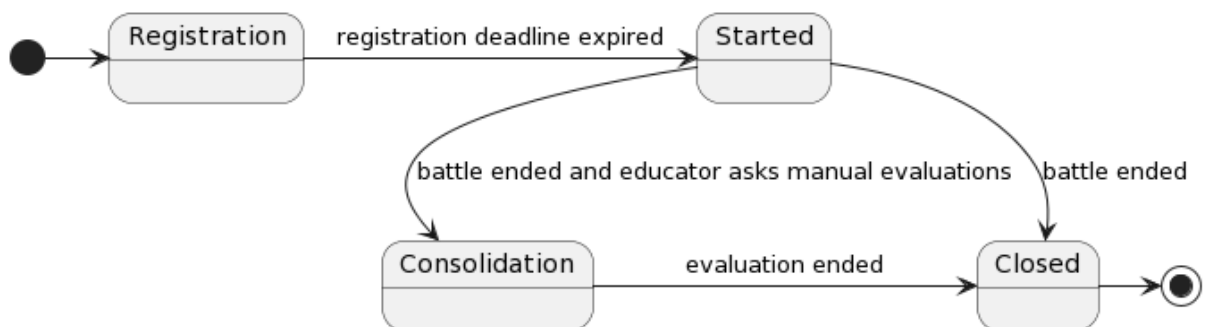 Registration
registration deadline expired
Started
battle ended and educator asks manual evaluations
battle ended
Consolidation
evaluation ended
Closed